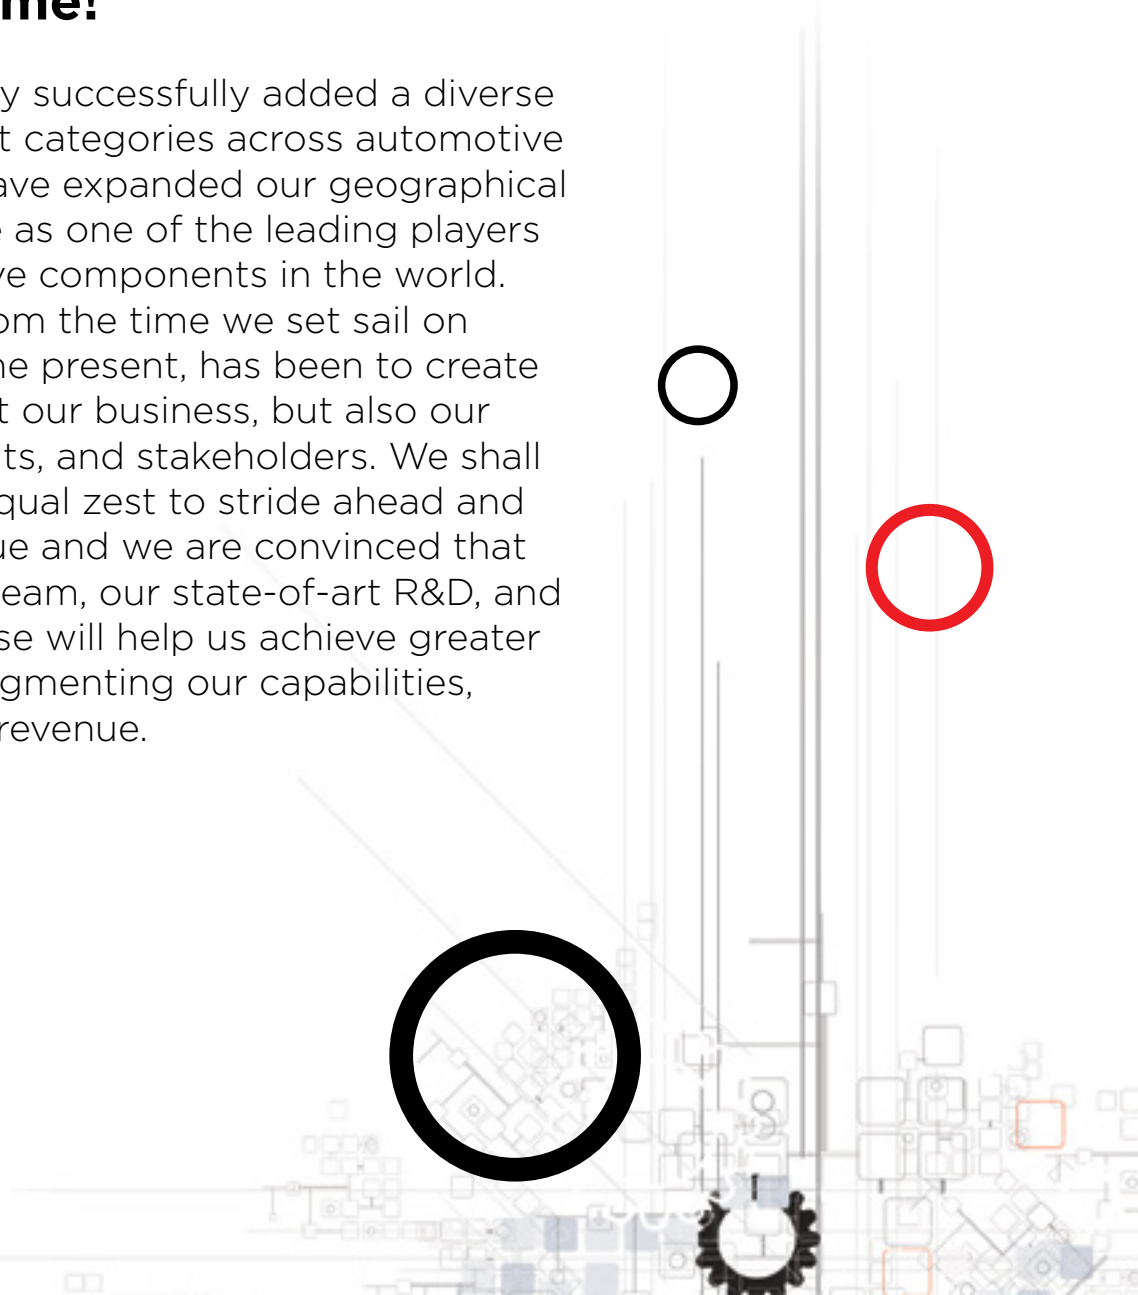 me!
y successfully added a diverse
t categories across automotive
ave expanded our geographical
e as one of the leading players
ve components in the world.
om the time we set sail on
he present, has been to create
t our business, but also our
ts, and stakeholders. We shall
qual zest to stride ahead and
ue and we are convinced that
eam, our state-of-art R&D, and
se will help us achieve greater
gmenting our capabilities,
revenue.